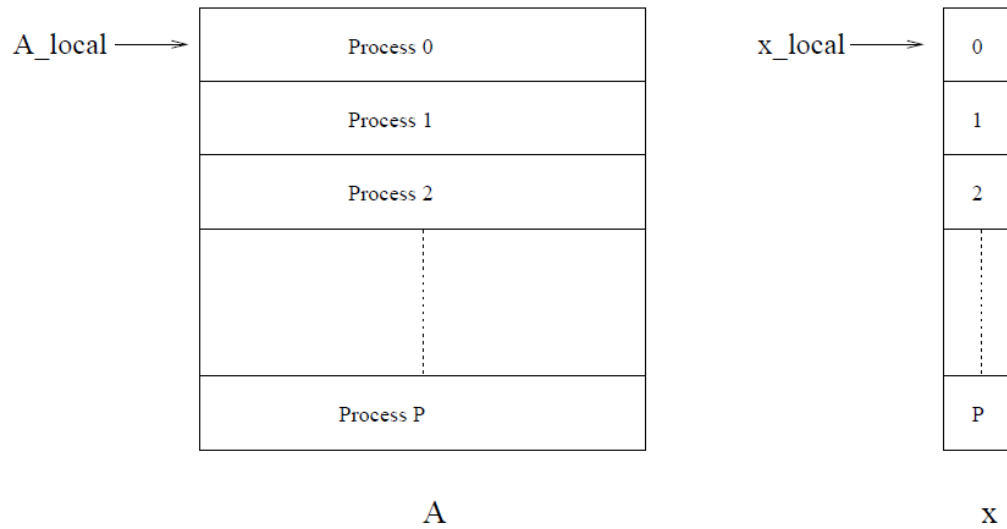 A_local
Process 0
x_local
0
Process 1
1
Process 2
2
Process P
P
A
x